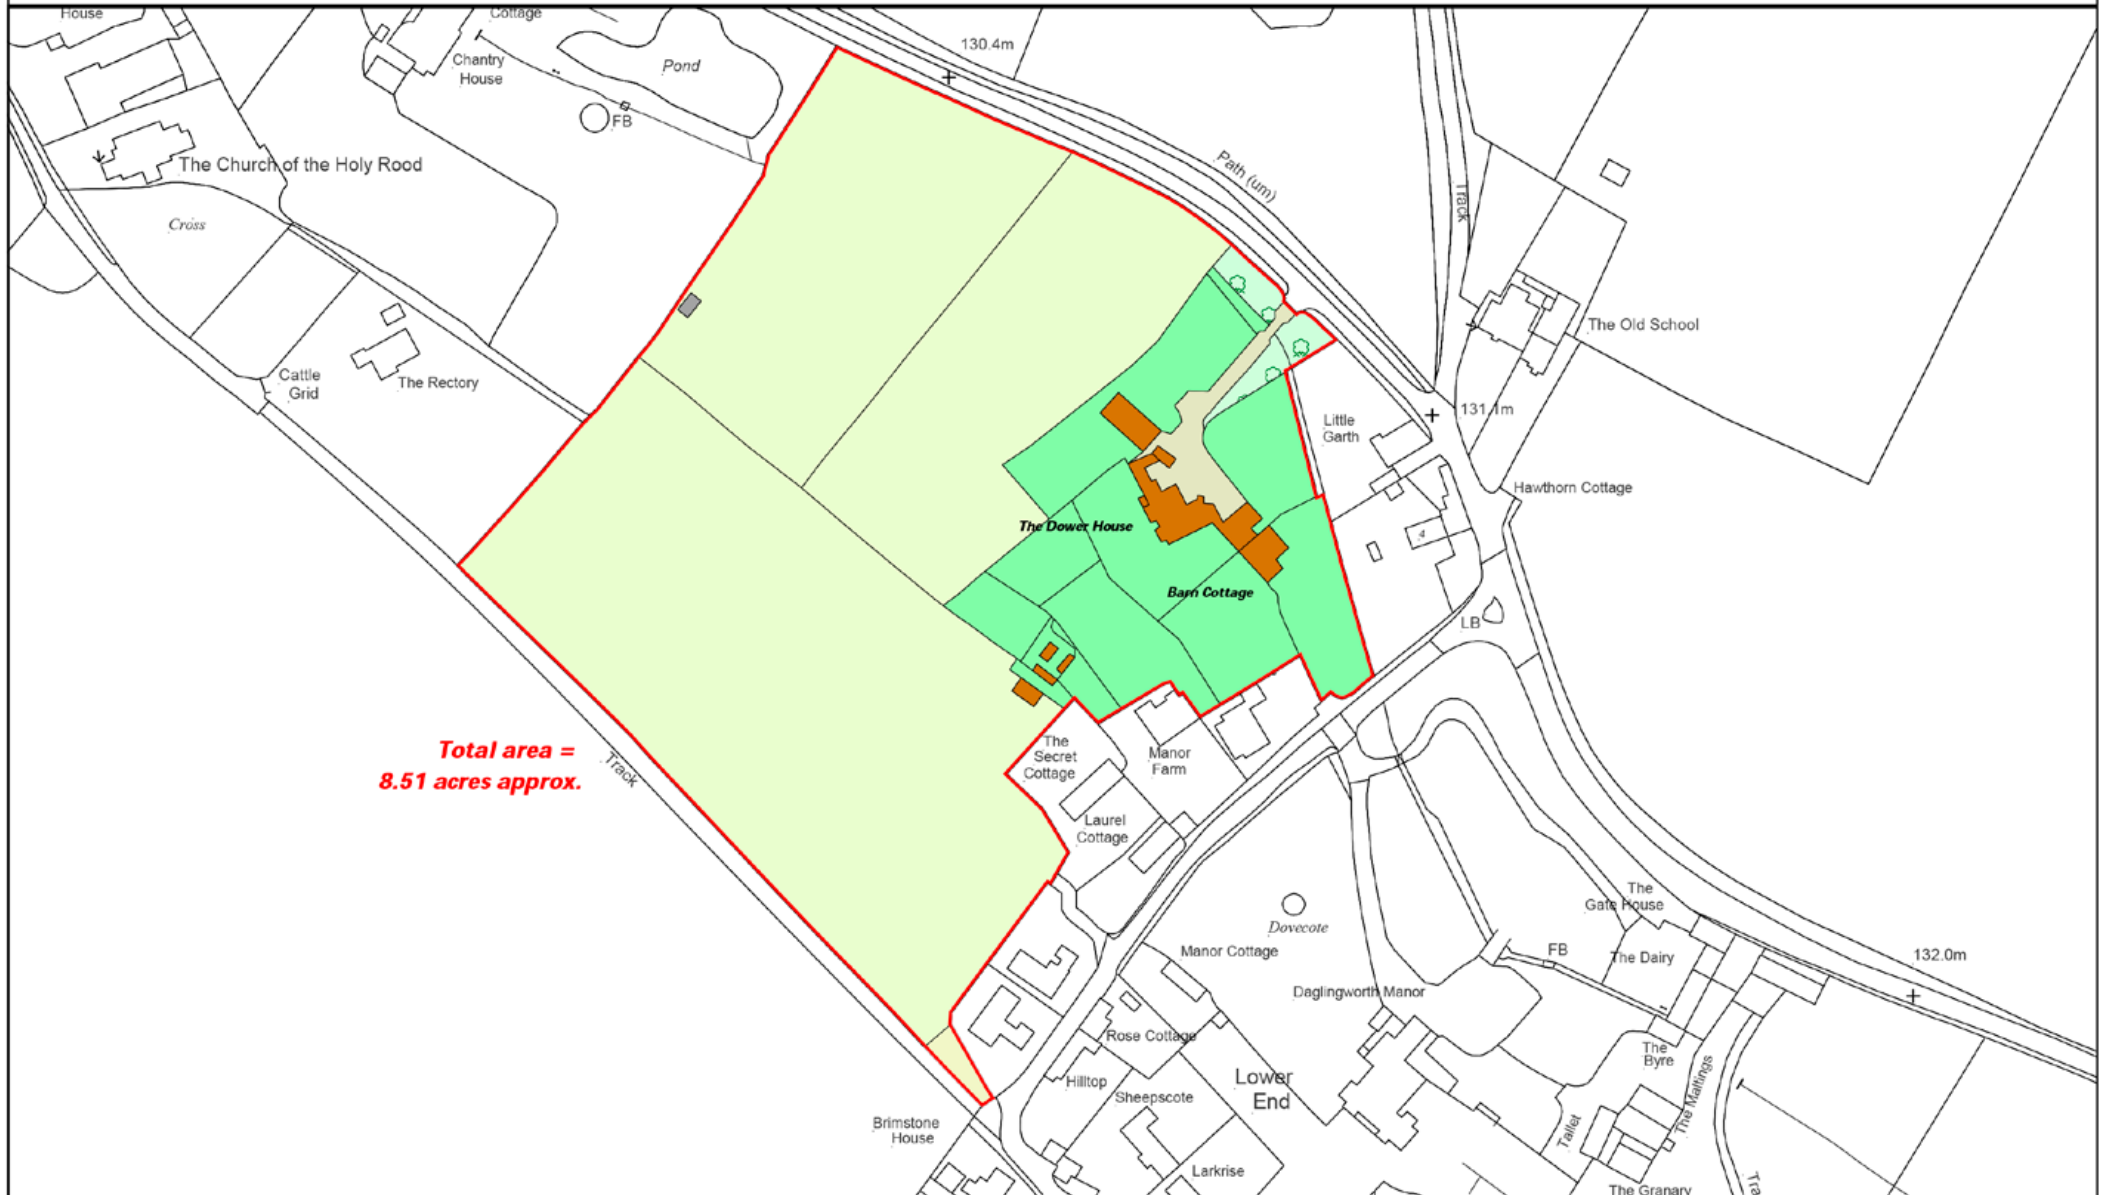 House
Cottage
Chantry
House
Pond
FB
130.4m
Path (um)
Track
The Church of the Holy Rood
Cross
Cattle
Grid
The Rectory
The Old School
Little
Garth
131.1m
Hawthorn Cottage
The Dower House
Barn Cottage
4
LB
Total area =
8.51 acres approx.
Track
The
Secret
Cottage
Manor
Farm
Laurel
Cottage
Dovecote
Manor Cottage
Daglingworth Manor
The
Gate House
FB
The Dairy
132.0m
Rose Cottage
Hilltop
Sheepscote
Lower
End
The
Byre
The Maltings
Tallet
Brimstone
House
Larkrise
The Granary
Tra